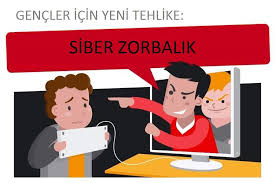 GENÇLER İÇİN YENİ TEHLİKE:
SİBER ZORBALIK